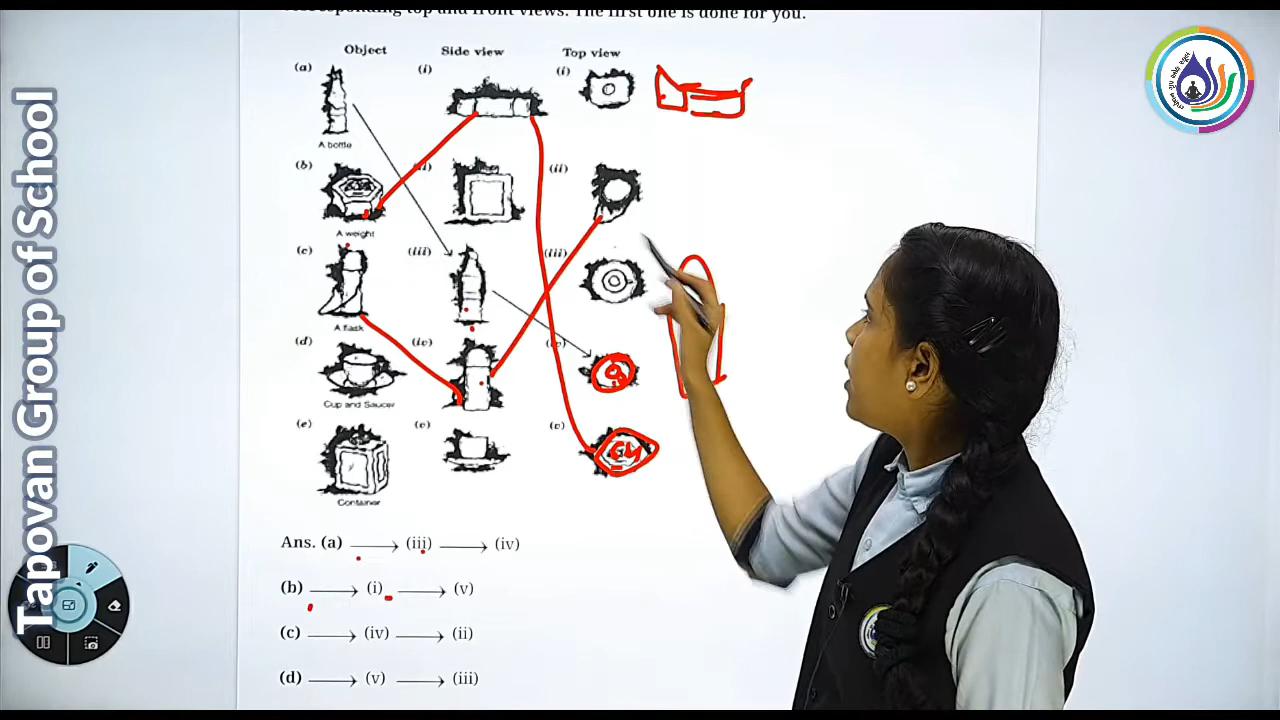 corresponding top and front views. The first one is done for you.
Object Side view Top view
(a) (i) (i)
A bottle
(b) (ii) (ii)
A weight
(c) (iii) (iii)
A flask
(d) (iv) (iv)
Cup and Saucer
(e) (v) (v)
Container
Ans. (a) ⟶ (iii) ⟶ (iv)
(b) ⟶ (i) ⟶ (v)
(c) ⟶ (iv) ⟶ (ii)
(d) ⟶ (v) ⟶ (iii)
Tapovan Group of School